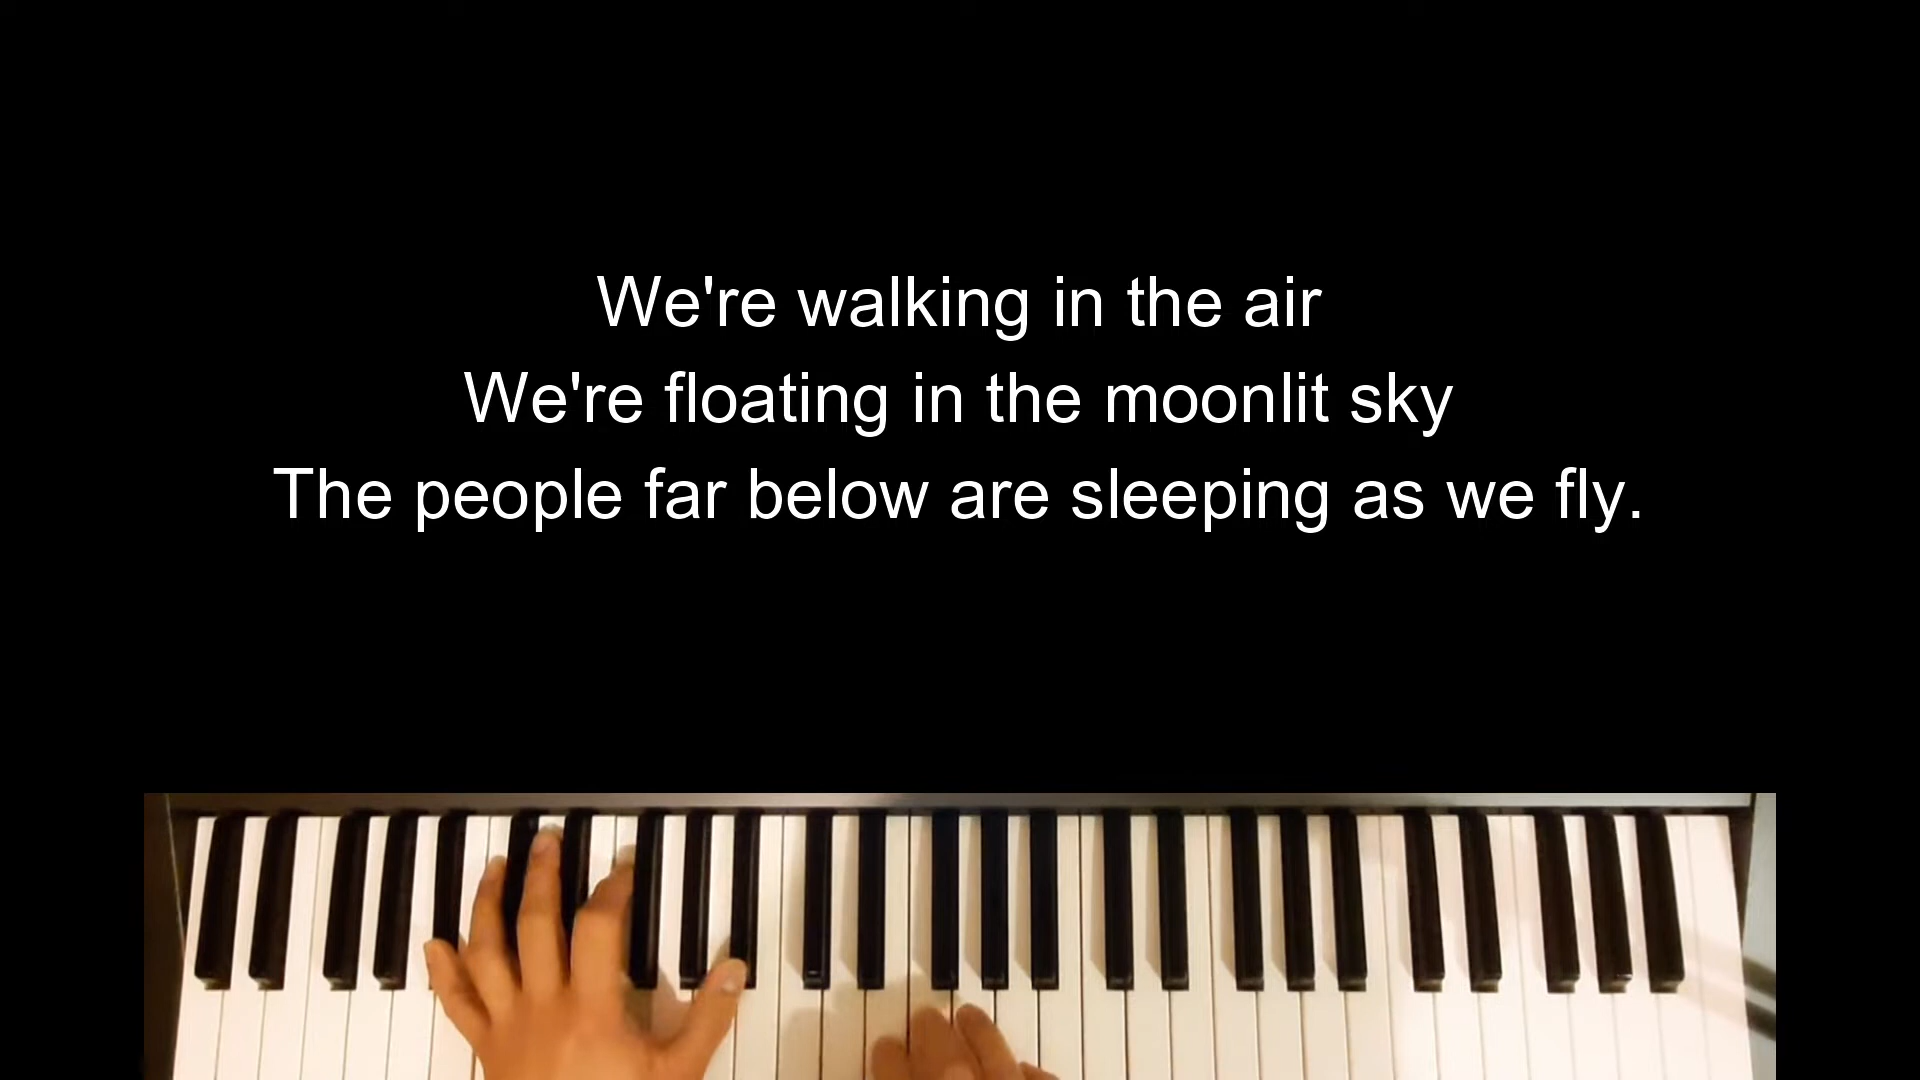 We're walking in the air
We're floating in the moonlit sky
The people far below are sleeping as we fly.